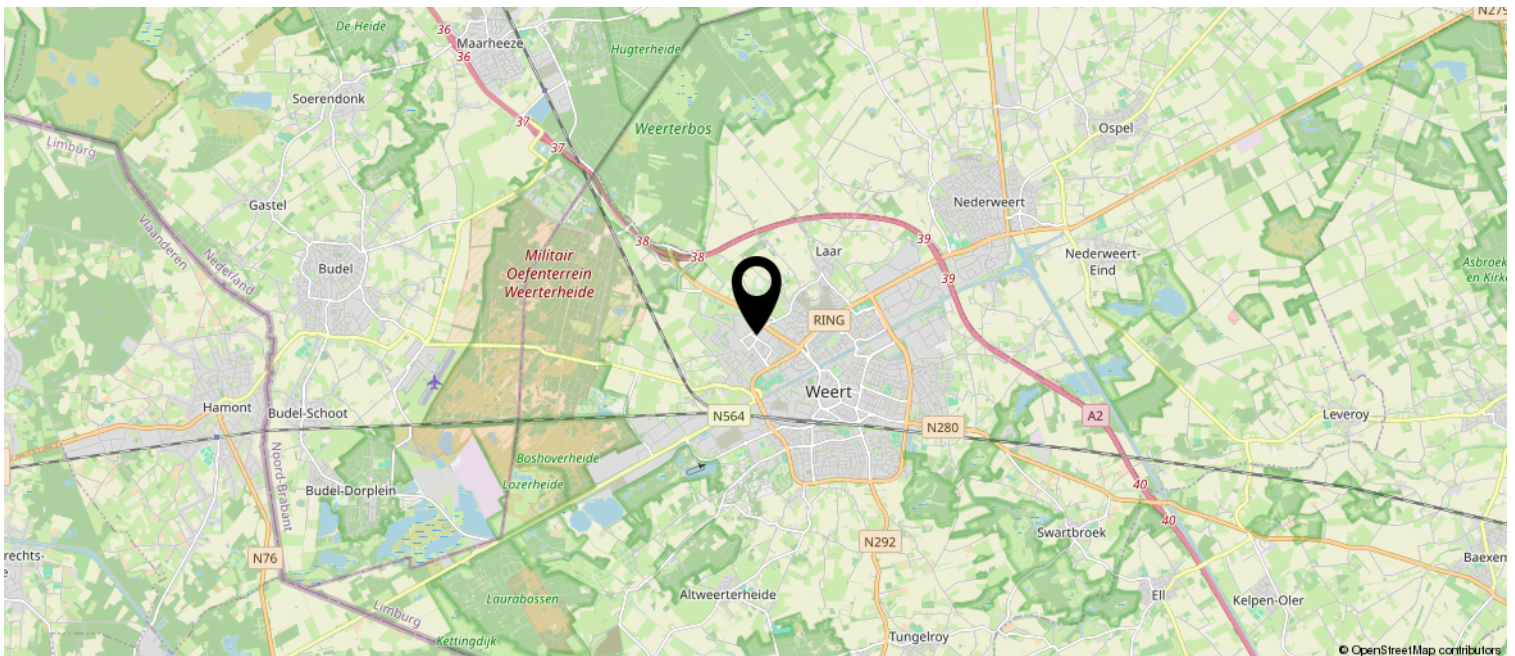 N279
De Heide
36
Maarheeze
36
Hugterheide
Soerendonk
37
Weerterbos
Ospel
Limburg
37
Gastel
Nederweert
Vlaanderen
Nederland
38
39
Laar
38
Nederweert-
Eind
Budel
Militair
Oefenterrein
Weerterheide
39
Asbroek
en Kirke
RING
Weert
Hamont
Budel-Schoot
N564
A2
Leveroy
N280
Noord-Brabant
Boshoverheide
Lozerheide
Budel-Dorplein
40
40
N292
Swartbroek
rechts-
e
N76
Baexem
Laurabossen
Altweerterheide
Ell
Kelpen-Oler
Limburg
Kettingdijk
Tungelroy
© OpenStreetMap contributors